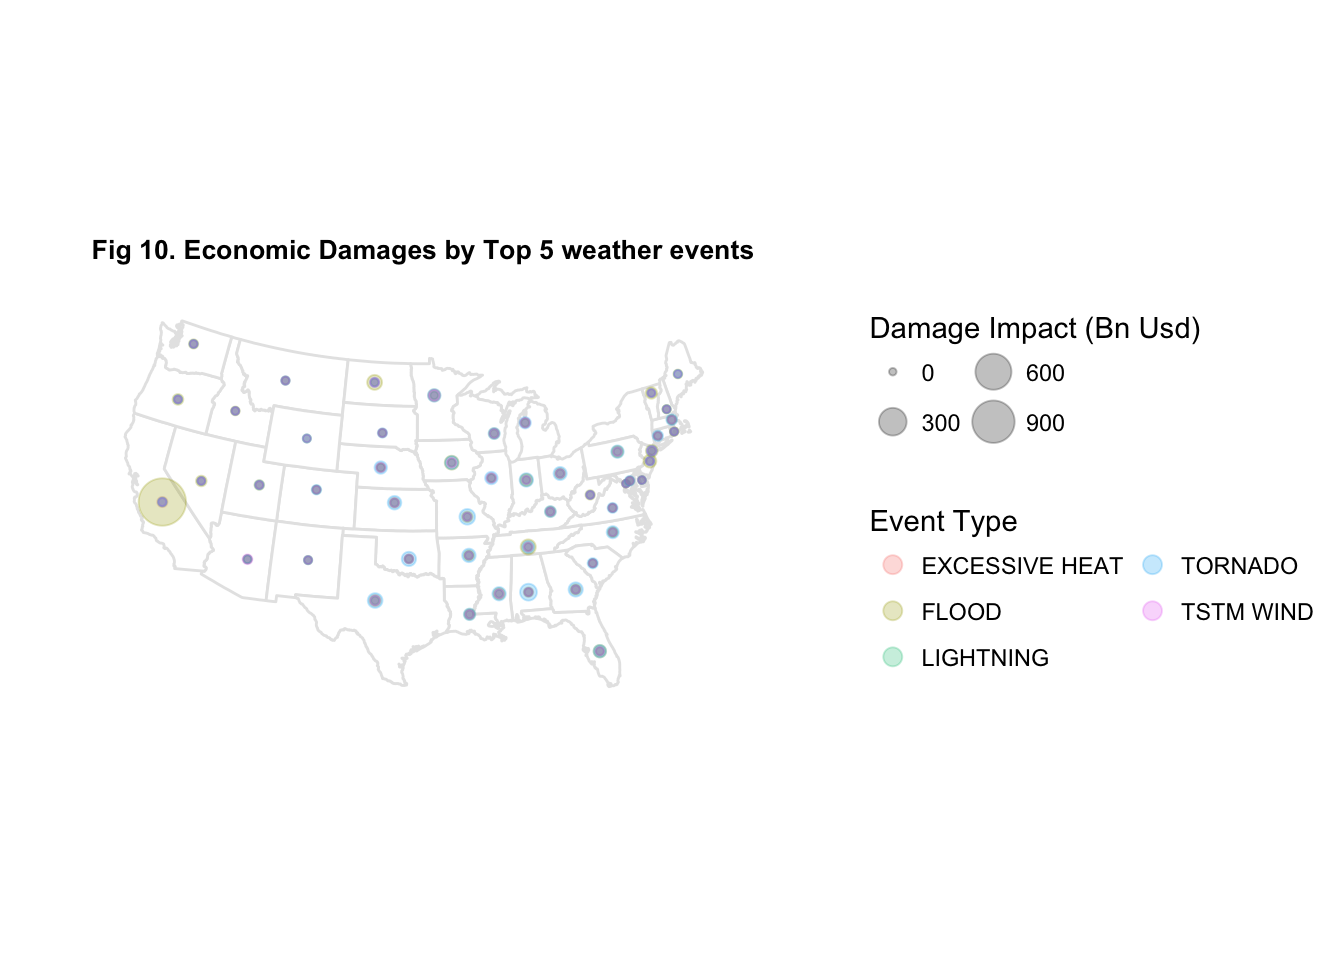 Fig 10. Economic Damages by Top 5 weather events
Damage Impact (Bn Usd)
0 600
300 900
Event Type
EXCESSIVE HEAT TORNADO
FLOOD TSTM WIND
LIGHTNING